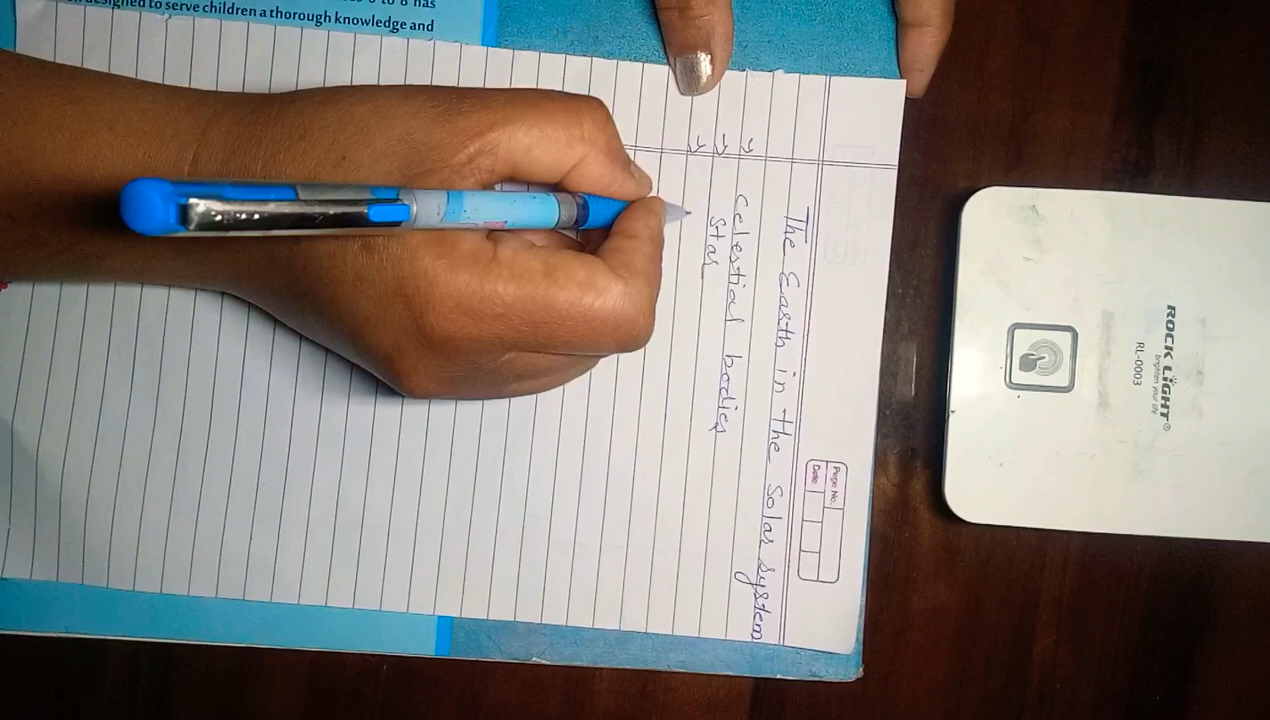 designed to serve children a thorough knowledge and
Page No.
Date
The Earth in the Solar system
→ Celestial bodies
→ Star
→
ROCK LIGHT®
brighten your life
RL-0003